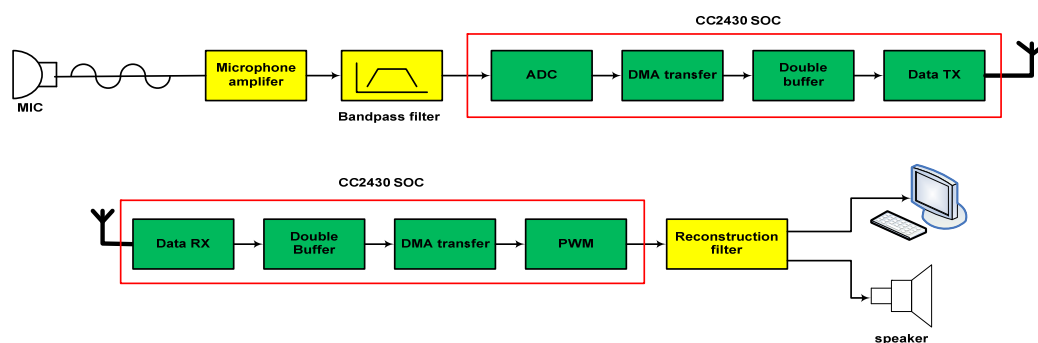 CC2430 SOC
MIC
Microphone
amplifer
Bandpass filter
ADC
DMA transfer
Double
buffer
Data TX
CC2430 SOC
Data RX
Double
Buffer
DMA transfer
PWM
Reconstruction
filter
speaker